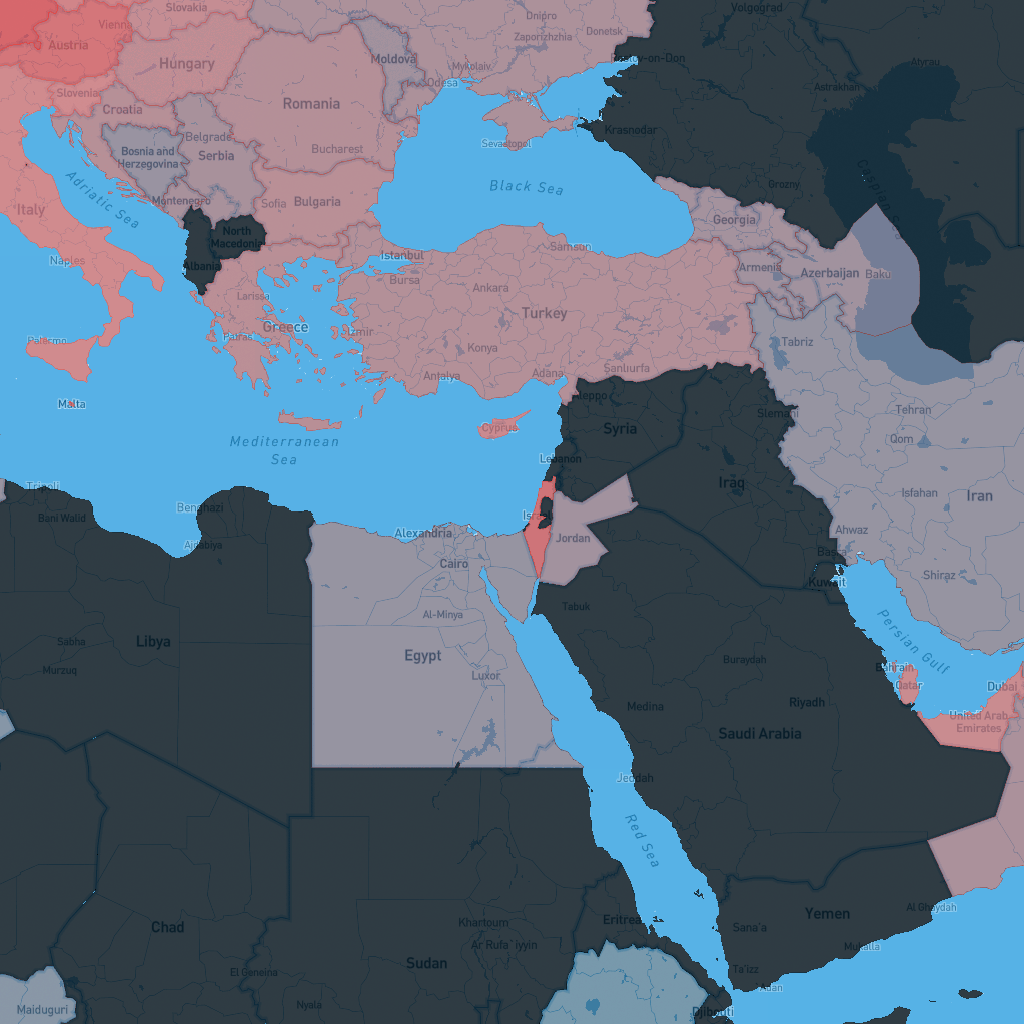 Slovakia
Volgograd
Dnipro
Vienna
Zaporizhzhia
Donetsk
Austria
Moldova
Hungary
Mykolaiv
Rostov-on-Don
Atyrau
Odesa
Astrakhan
Slovenia
Croatia
Romania
Krasnodar
Belgrade
Sevastopol
Bosnia and
Herzegovina
Serbia
Bucharest
Caspian Sea
Black Sea
Grozny
Adriatic Sea
Montenegro
Sofia
Bulgaria
Italy
Georgia
North
Macedonia
Samsun
Istanbul
Naples
Albania
Armenia
Azerbaijan
Baku
Bursa
Ankara
Larissa
Turkey
Greece
Izmir
Palermo
Patras
Konya
Tabriz
Antalya
Adana
Şanlıurfa
Malta
Aleppo
Tehran
Slemani
Cyprus
Syria
Qom
Mediterranean
Sea
Lebanon
Tripoli
Iraq
Isfahan
Iran
Benghazi
Bani Walid
Israel
Alexandria
Jordan
Ahwaz
Ajdabiya
Basra
Cairo
Kuwait
Shiraz
Al-Minya
Tabuk
Sabha
Libya
Persian Gulf
Egypt
Buraydah
Murzuq
Luxor
Bahrain
Qatar
Dubai
Medina
Riyadh
United Arab
Emirates
Saudi Arabia
Jeddah
Red Sea
Al Ghaydah
Yemen
Chad
Khartoum
Eritrea
Sana'a
Ar Rufa`iyyin
Mukalla
Sudan
El Geneina
Ta'izz
Adan
Nyala
Maiduguri
Djibouti